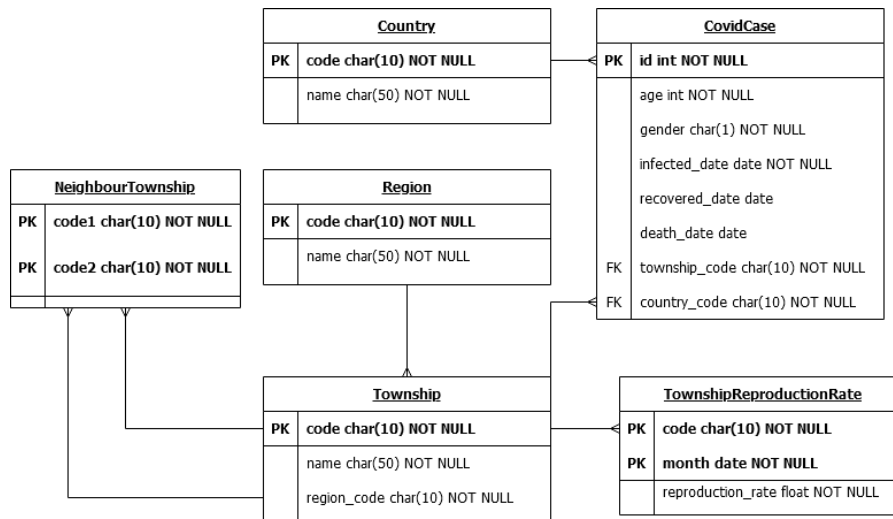 Country
PK code char(10) NOT NULL
name char(50) NOT NULL
CovidCase
PK id int NOT NULL
age int NOT NULL
gender char(1) NOT NULL
infected_date date NOT NULL
recovered_date date
death_date date
FK township_code char(10) NOT NULL
FK country_code char(10) NOT NULL
NeighbourTownship
PK code1 char(10) NOT NULL
PK code2 char(10) NOT NULL
Region
PK code char(10) NOT NULL
name char(50) NOT NULL
Township
PK code char(10) NOT NULL
name char(50) NOT NULL
region_code char(10) NOT NULL
TownshipReproductionRate
PK code char(10) NOT NULL
PK month date NOT NULL
reproduction_rate float NOT NULL